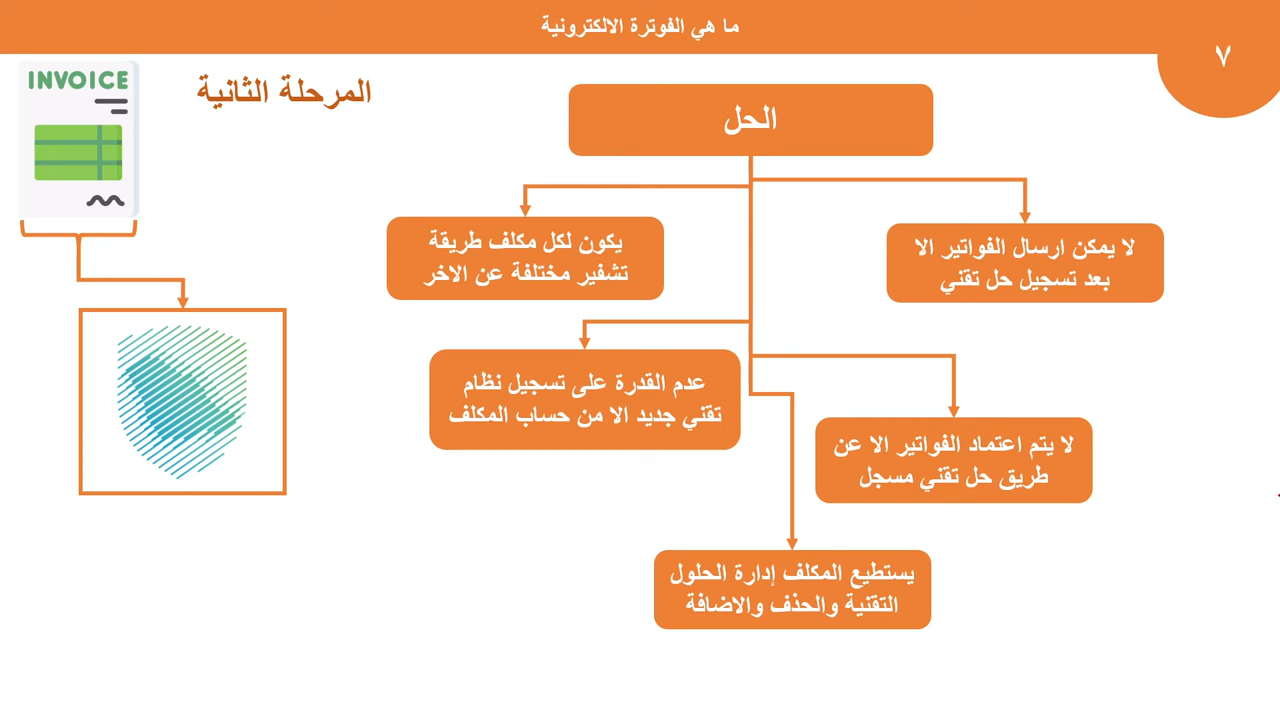 ما هي الفوترة الالكترونية
٧
INVOICE
المرحلة الثانية
الحل
لا يمكن ارسال الفواتير الا
بعد تسجيل حل تقني
يكون لكل مكلف طريقة
تشفير مختلفة عن الاخر
لا يتم اعتماد الفواتير الا عن
طريق حل تقني مسجل
عدم القدرة على تسجيل نظام
تقني جديد الا من حساب المكلف
يستطيع المكلف إدارة الحلول
التقنية والحذف والاضافة